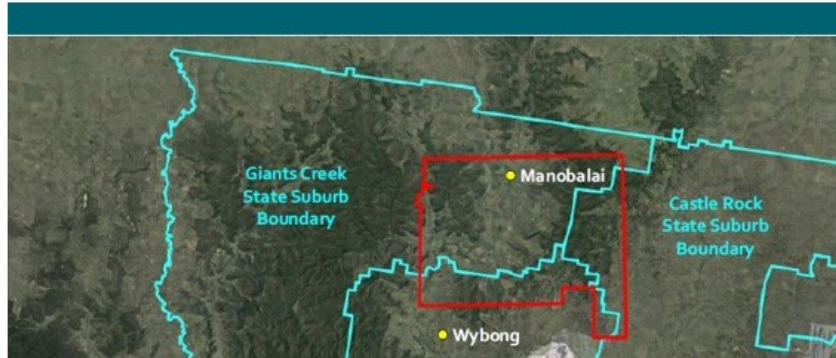 Giants Creek
State Suburb
Boundary
Manobalai
Castle Rock
State Suburb
Boundary
Wybong